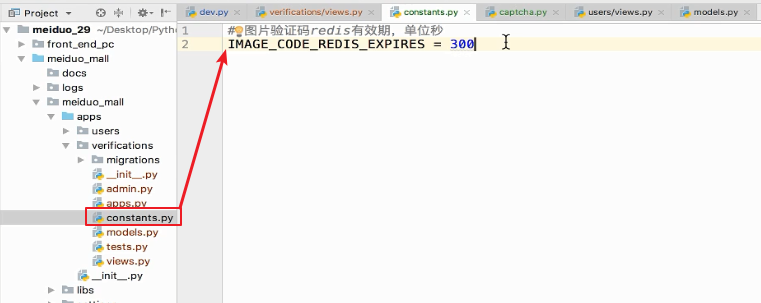 Project
dev.py
verifications/views.py
constants.py
captcha.py
users/views.py
models.py
meiduo_29 ~/Desktop/Pytho
front_end_pc
meiduo_mall
docs
logs
meiduo_mall
apps
users
verifications
migrations
__init__.py
admin.py
apps.py
constants.py
models.py
tests.py
views.py
__init__.py
libs
1
2
#图片验证码redis有效期，单位秒
IMAGE_CODE_REDIS_EXPIRES = 300